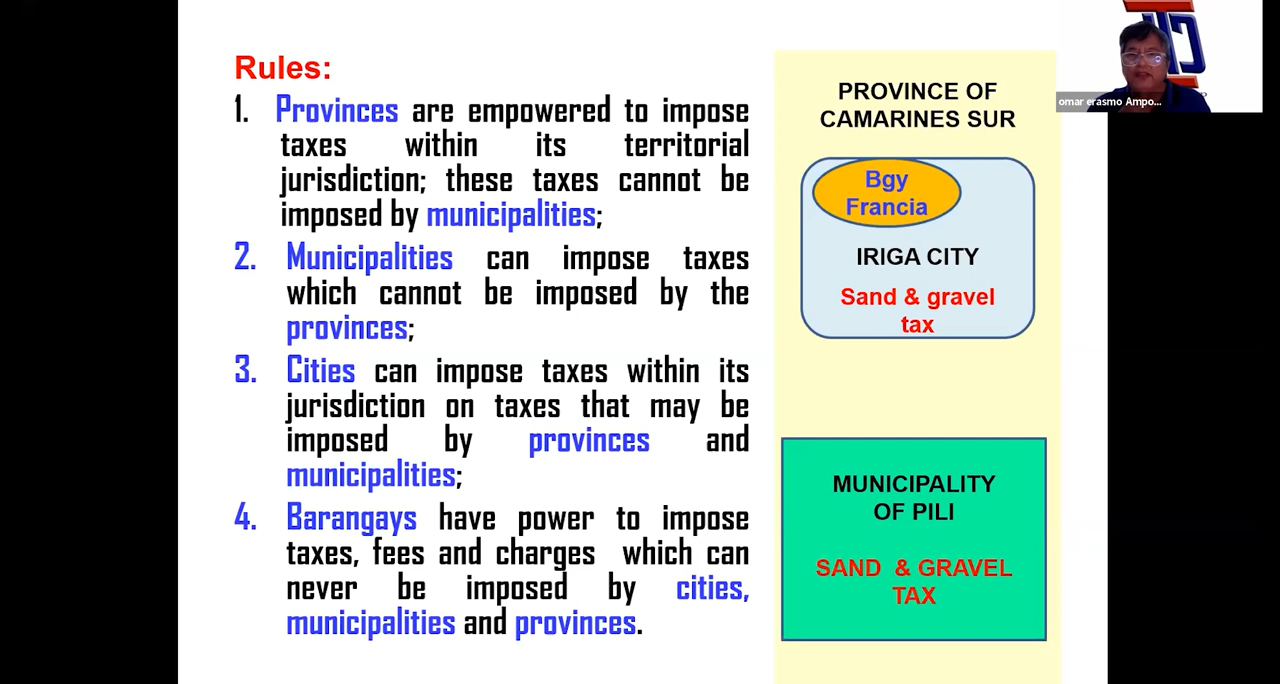 Rules:
1. Provinces are empowered to impose
taxes within its territorial
jurisdiction; these taxes cannot be
imposed by municipalities;
2. Municipalities can impose taxes
which cannot be imposed by the
provinces;
3. Cities can impose taxes within its
jurisdiction on taxes that may be
imposed by provinces and
municipalities;
4. Barangays have power to impose
taxes, fees and charges which can
never be imposed by cities,
municipalities and provinces.
PROVINCE OF
CAMARINES SUR
Bgy
Francia
IRIGA CITY
Sand & gravel
tax
MUNICIPALITY
OF PILI
SAND & GRAVEL
TAX
omar erasmo Ampo...